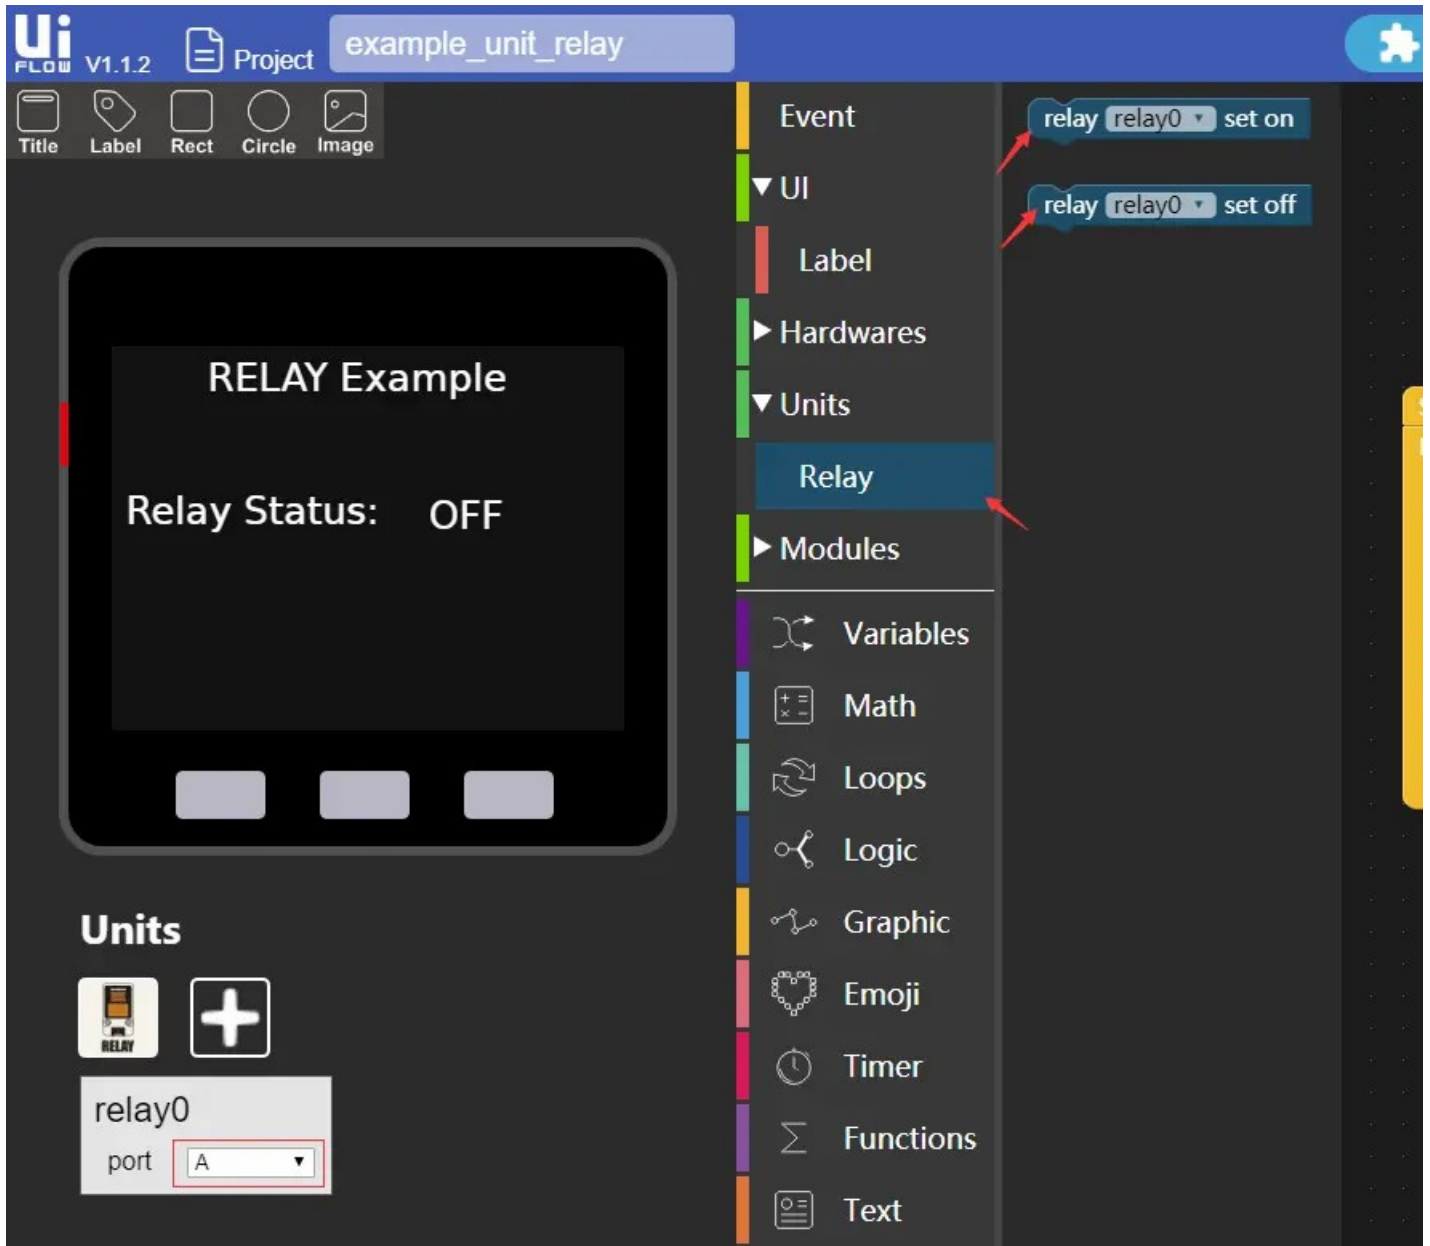 Ui
FLOW
V1.1.2
Project
example_unit_relay
Title
Label
Rect
Circle
Image
RELAY Example
Relay Status:
OFF
Units
RELAY
relay0
port
A
Event
UI
Label
Hardwares
Units
Relay
Modules
Variables
Math
Loops
Logic
Graphic
Emoji
Timer
Functions
Text
relay relay0 set on
relay relay0 set off